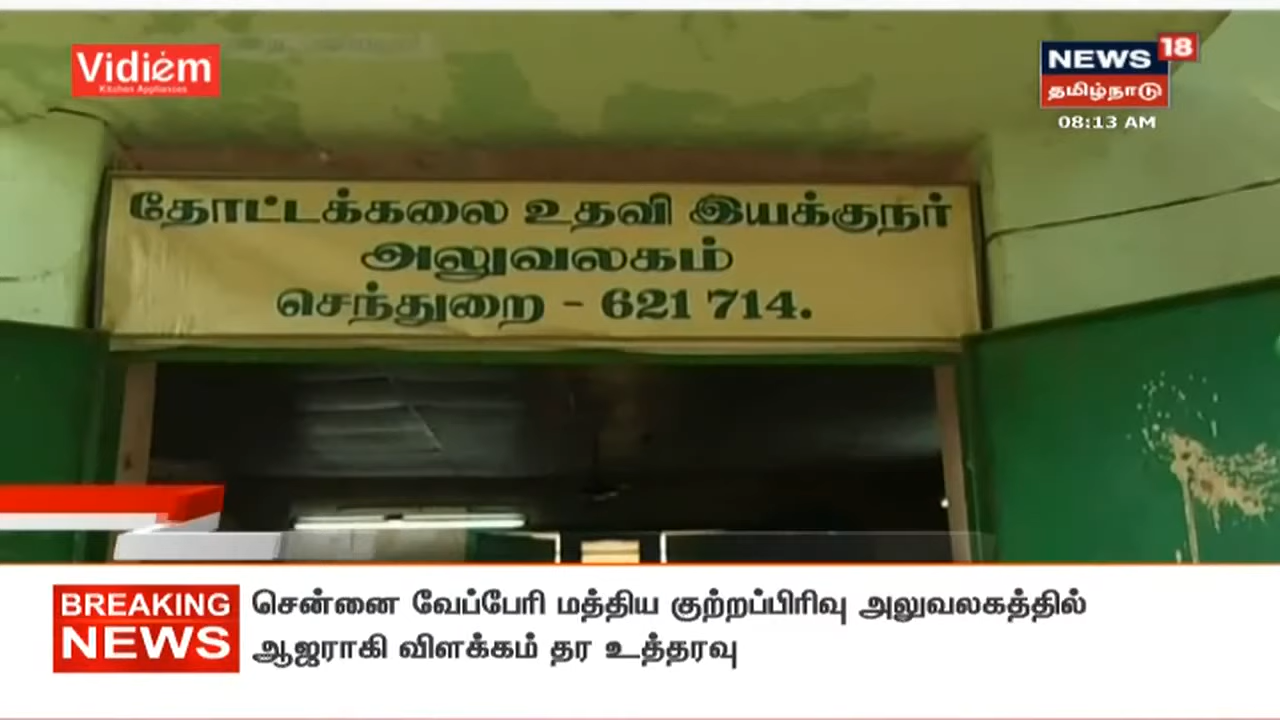 Vidiem
Kitchen Appliances
NEWS 18
தமிழ்நாடு
08:13 AM
தோட்டக்கலை உதவி இயக்குநர்
அலுவலகம்
செந்துறை - 621 714.
BREAKING
NEWS
சென்னை வேப்பேரி மத்திய குற்றப்பிரிவு அலுவலகத்தில்
ஆஜராகி விளக்கம் தர உத்தரவு